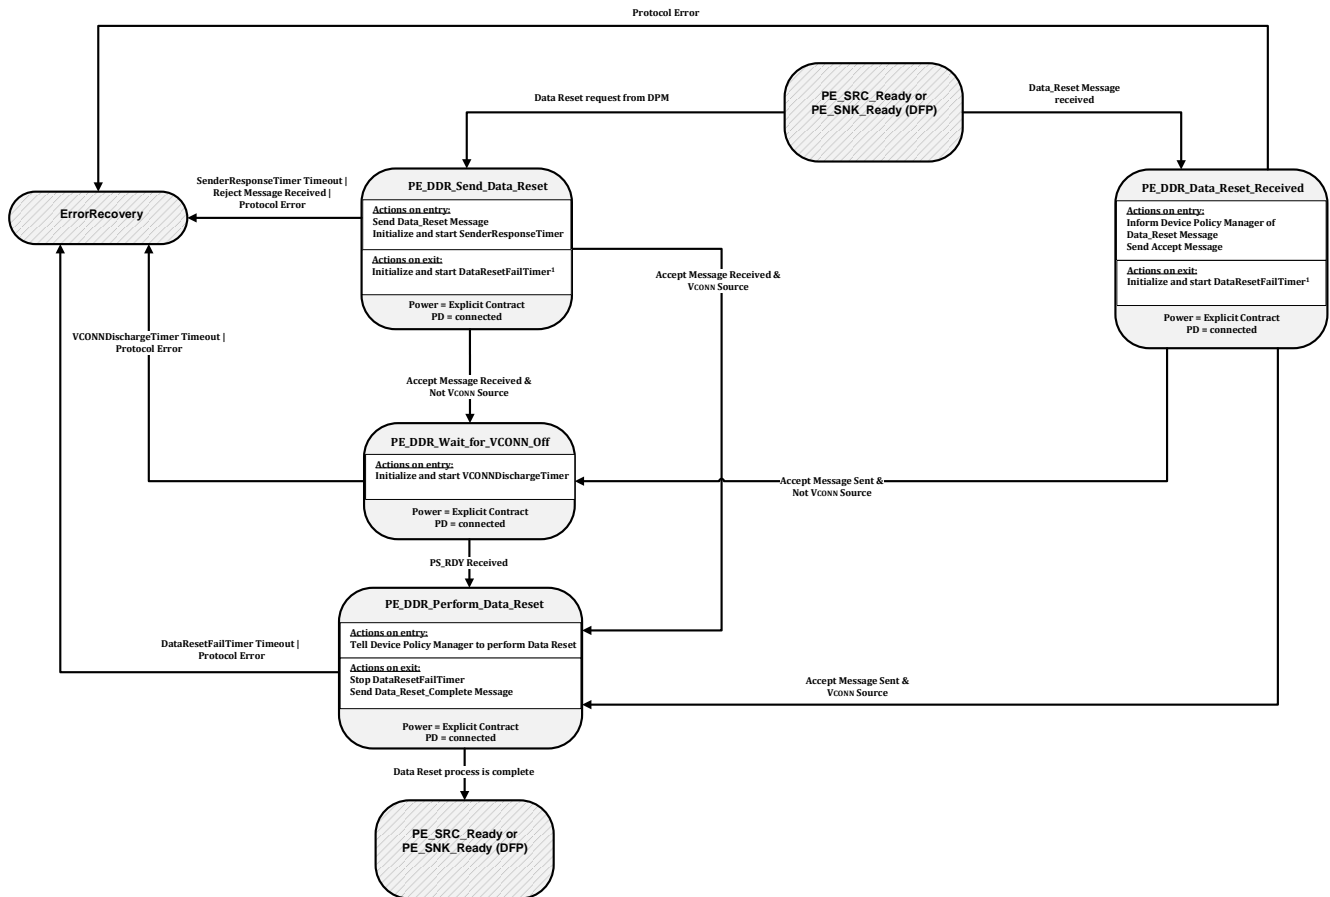 Protocol Error
PE_SRC_Ready or
PE_SNK_Ready (DFP)
Data Reset request from DPM
Data_Reset Message
received
SenderResponseTimer Timeout |
Reject Message Received |
Protocol Error
ErrorRecovery
PE_DDR_Send_Data_Reset
Actions on entry:
Send Data_Reset Message
Initialize and start SenderResponseTimer
Actions on exit:
Initialize and start DataResetFailTimer¹
Power = Explicit Contract
PD = connected
PE_DDR_Data_Reset_Received
Actions on entry:
Inform Device Policy Manager of
Data_Reset Message
Send Accept Message
Actions on exit:
Initialize and start DataResetFailTimer¹
Power = Explicit Contract
PD = connected
Accept Message Received &
VCONN Source
VCONNDischargeTimer Timeout |
Protocol Error
Accept Message Received &
Not VCONN Source
PE_DDR_Wait_for_VCONN_Off
Actions on entry:
Initialize and start VCONNDischargeTimer
Power = Explicit Contract
PD = connected
Accept Message Sent &
Not VCONN Source
PS_RDY Received
PE_DDR_Perform_Data_Reset
Actions on entry:
Tell Device Policy Manager to perform Data Reset
Actions on exit:
Stop DataResetFailTimer
Send Data_Reset_Complete Message
Power = Explicit Contract
PD = connected
DataResetFailTimer Timeout |
Protocol Error
Accept Message Sent &
VCONN Source
Data Reset process is complete
PE_SRC_Ready or
PE_SNK_Ready (DFP)